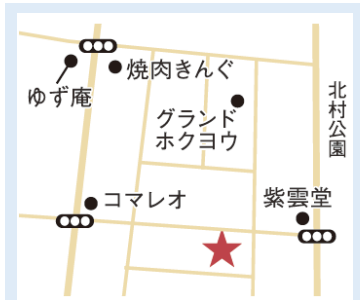 焼肉きんぐ
ゆず庵
グランド
ホクヨウ
北村公園
コマレオ
紫雲堂